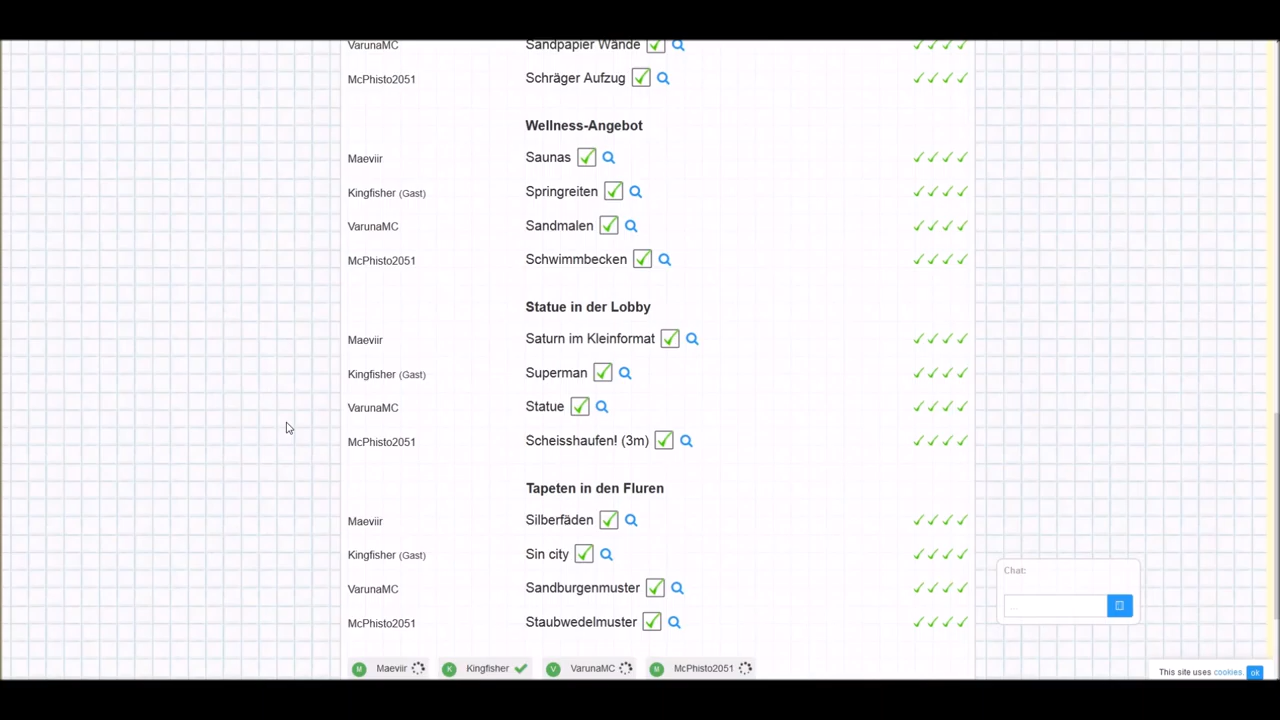 VarunaMC Sandpapier Wände
McPhisto2051 Schräger Aufzug
Wellness-Angebot
Maeviir Saunas
Kingfisher (Gast) Springreiten
VarunaMC Sandmalen
McPhisto2051 Schwimmbecken
Statue in der Lobby
Maeviir Saturn im Kleinformat
Kingfisher (Gast) Superman
VarunaMC Statue
McPhisto2051 Scheisshaufen! (3m)
Tapeten in den Fluren
Maeviir Silberfäden
Kingfisher (Gast) Sin city
VarunaMC Sandburgenmuster
McPhisto2051 Staubwedelmuster
Chat:
...
M Maeviir K Kingfisher V VarunaMC M McPhisto2051
This site uses cookies. ok